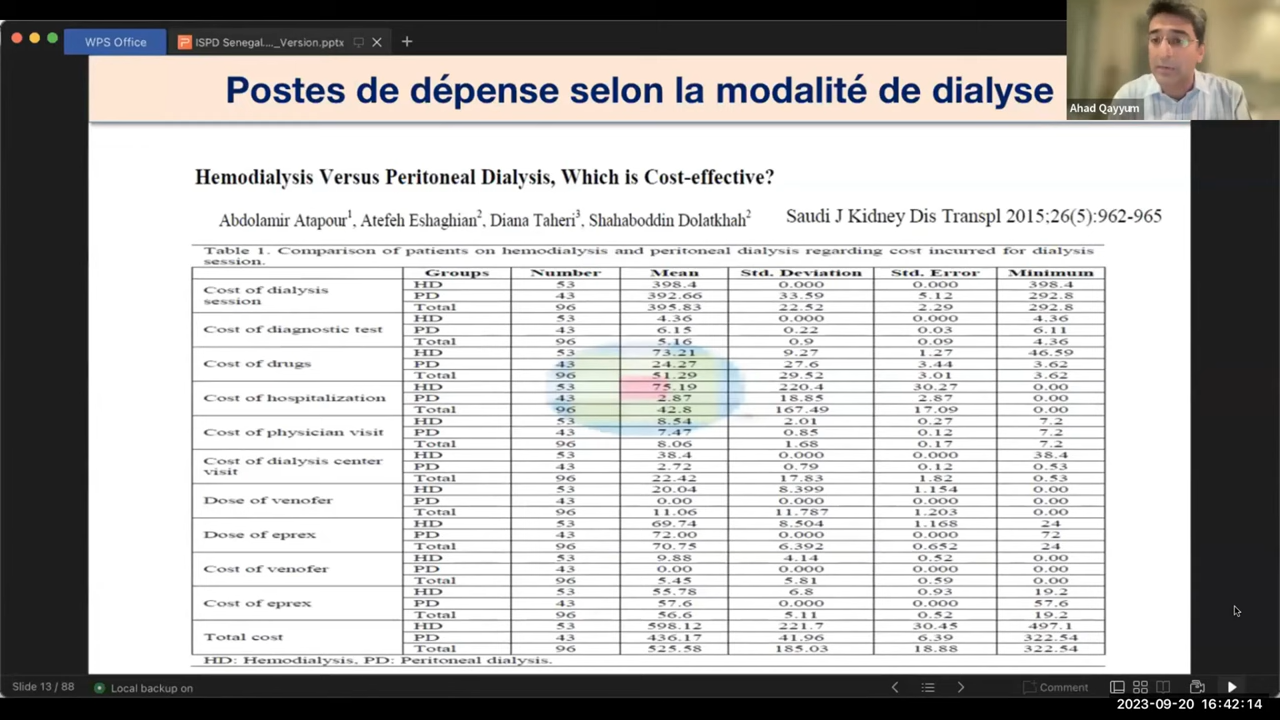 WPS Office
ISPD Senegal...._Version.pptx
Ahad Qayyum
Postes de dépense selon la modalité de dialyse
Hemodialysis Versus Peritoneal Dialysis, Which is Cost-effective?
Abdolamir Atapour1, Atefeh Eshaghian2, Diana Taheri3, Shahaboddin Dolatkhah2 Saudi J Kidney Dis Transpl 2015;26(5):962-965
Table 1. Comparison of patients on hemodialysis and peritoneal dialysis regarding cost incurred for dialysis
session.
Groups Number Mean Std. Deviation Std. Error Minimum
Cost of dialysis session HD 53 398.4 0.000 0.000 398.4
PD 43 392.66 33.59 5.12 292.8
Total 96 395.83 22.52 2.29 292.8
Cost of diagnostic test HD 53 4.36 0.000 0.000 4.36
PD 43 6.15 0.22 0.03 6.11
Total 96 5.16 0.9 0.09 4.36
Cost of drugs HD 53 73.21 9.27 1.27 46.59
PD 43 24.27 27.6 3.44 3.62
Total 96 51.29 29.52 3.01 3.62
Cost of hospitalization HD 53 75.19 220.4 30.27 0.00
PD 43 2.87 18.85 2.87 0.00
Total 96 42.8 167.49 17.09 0.00
Cost of physician visit HD 53 8.54 2.01 0.27 7.2
PD 43 7.47 0.85 0.12 7.2
Total 96 8.06 1.68 0.17 7.2
Cost of dialysis center visit HD 53 38.4 0.000 0.000 38.4
PD 43 2.72 0.79 0.12 0.53
Total 96 22.42 17.83 1.82 0.53
Dose of venofer HD 53 20.04 8.399 1.154 0.00
PD 43 0.00 0.000 0.000 0.00
Total 96 11.06 11.787 1.203 0.00
Dose of eprex HD 53 69.74 8.504 1.168 24
PD 43 72.00 0.000 0.000 72
Total 96 70.75 6.392 0.652 24
Cost of venofer HD 53 9.88 4.14 0.52 0.00
PD 43 0.00 0.000 0.000 0.00
Total 96 5.45 5.81 0.59 0.00
Cost of eprex HD 53 55.78 6.8 0.93 19.2
PD 43 57.6 0.000 0.000 57.6
Total 96 56.6 5.11 0.52 19.2
Total cost HD 53 598.12 221.7 30.45 497.1
PD 43 436.17 41.96 6.39 322.54
Total 96 525.58 185.03 18.88 322.54
HD: Hemodialysis, PD: Peritoneal dialysis.
Slide 13 / 88 Local backup on Comment
2023-09-20 16:42:14